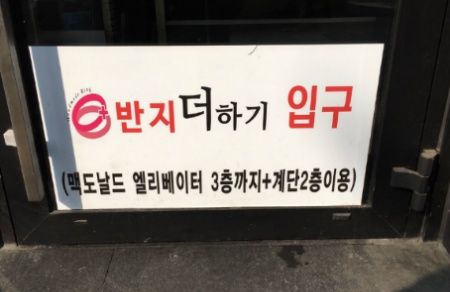 반지더하기 입구
(맥도날드 엘리베이터 3층까지+계단2층이용)